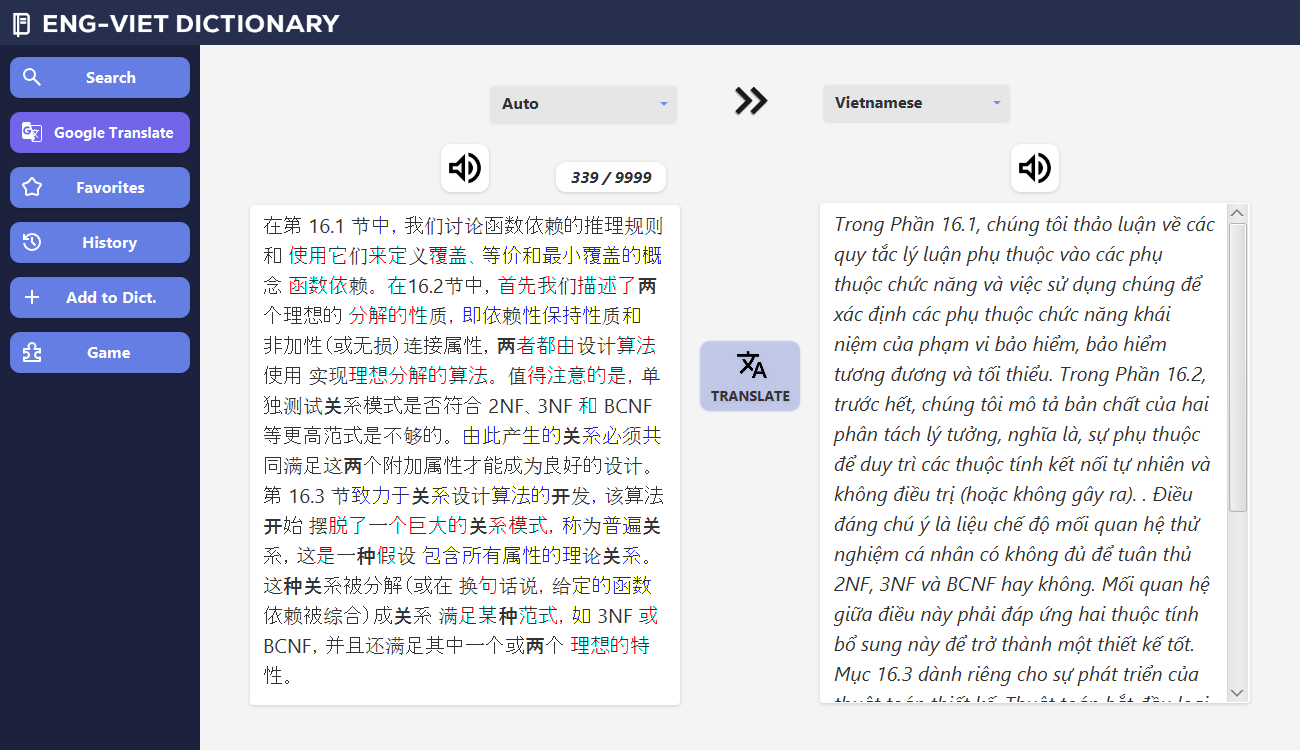 ENG-VIET DICTIONARY
Search
Google Translate
Favorites
History
Add to Dict.
Game
Auto
Vietnamese
339 / 9999
在第 16.1 节中, 我们讨论函数依赖的推理规则
和 使用它们来定义覆盖、等价和最小覆盖的概
念 函数依赖。在16.2节中, 首先我们描述了两
个理想的 分解的性质, 即依赖性保持性质和
非加性(或无损)连接属性, 两者都由设计算法
使用 实现理想分解的算法。值得注意的是, 单
独测试关系模式是否符合 2NF、3NF 和 BCNF
等更高范式是不够的。由此产生的关系必须共
同满足这两个附加属性才能成为良好的设计。
第 16.3 节致力于关系设计算法的开发, 该算法
开始 摆脱了一个巨大的关系模式, 称为普遍关
系, 这是一种假设 包含所有属性的理论关系。
这种关系被分解(或在 换句话说, 给定的函数
依赖被综合)成关系 满足某种范式, 如 3NF 或
BCNF, 并且还满足其中一个或两个 理想的特
性。
TRANSLATE
Trong Phần 16.1, chúng tôi thảo luận về các
quy tắc lý luận phụ thuộc vào các phụ
thuộc chức năng và việc sử dụng chúng để
xác định các phụ thuộc chức năng khái
niệm của phạm vi bảo hiểm, bảo hiểm
tương đương và tối thiểu. Trong Phần 16.2,
trước hết, chúng tôi mô tả bản chất của hai
phân tách lý tưởng, nghĩa là, sự phụ thuộc
để duy trì các thuộc tính kết nối tự nhiên và
không điều trị (hoặc không gây ra). . Điều
đáng chú ý là liệu chế độ mối quan hệ thử
nghiệm cá nhân có không đủ để tuân thủ
2NF, 3NF và BCNF hay không. Mối quan hệ
giữa điều này phải đáp ứng hai thuộc tính
bổ sung này để trở thành một thiết kế tốt.
Mục 16.3 dành riêng cho sự phát triển của
thuật toán thiết kế. Thuật toán bắt đầu loại